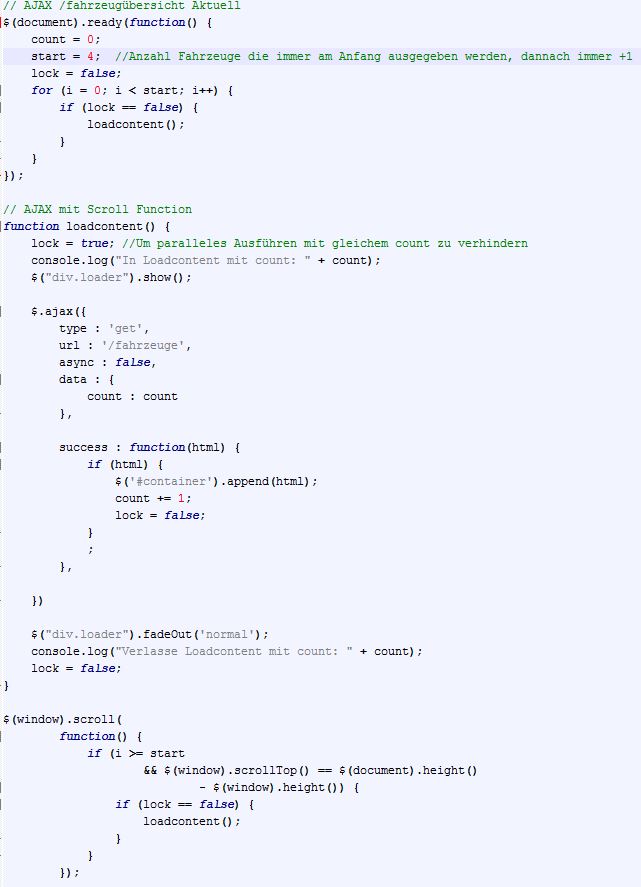 // AJAX /fahrzeugübersicht Aktuell
$(document).ready(function() {
    count = 0;
    start = 4;  //Anzahl Fahrzeuge die immer am Anfang ausgegeben werden, dannach immer +1
    lock = false;
    for (i = 0; i < start; i++) {
        if (lock == false) {
            loadcontent();
        }
    }
});
// AJAX mit Scroll Function
function loadcontent() {
    lock = true; //Um paralleles Ausführen mit gleichem count zu verhindern
    console.log("In Loadcontent mit count: " + count);
    $("div.loader").show();
    $.ajax({
        type : 'get',
        url : '/fahrzeuge',
        async : false,
        data : {
            count : count
        },
        success : function(html) {
            if (html) {
                $('#container').append(html);
                count += 1;
                lock = false;
            }
            ;
        },
    })
    $("div.loader").fadeOut('normal');
    console.log("Verlasse Loadcontent mit count: " + count);
    lock = false;
}
$(window).scroll(
        function() {
            if (i >= start
                    && $(window).scrollTop() == $(document).height()
                            - $(window).height()) {
                if (lock == false) {
                    loadcontent();
                }
            }
        });